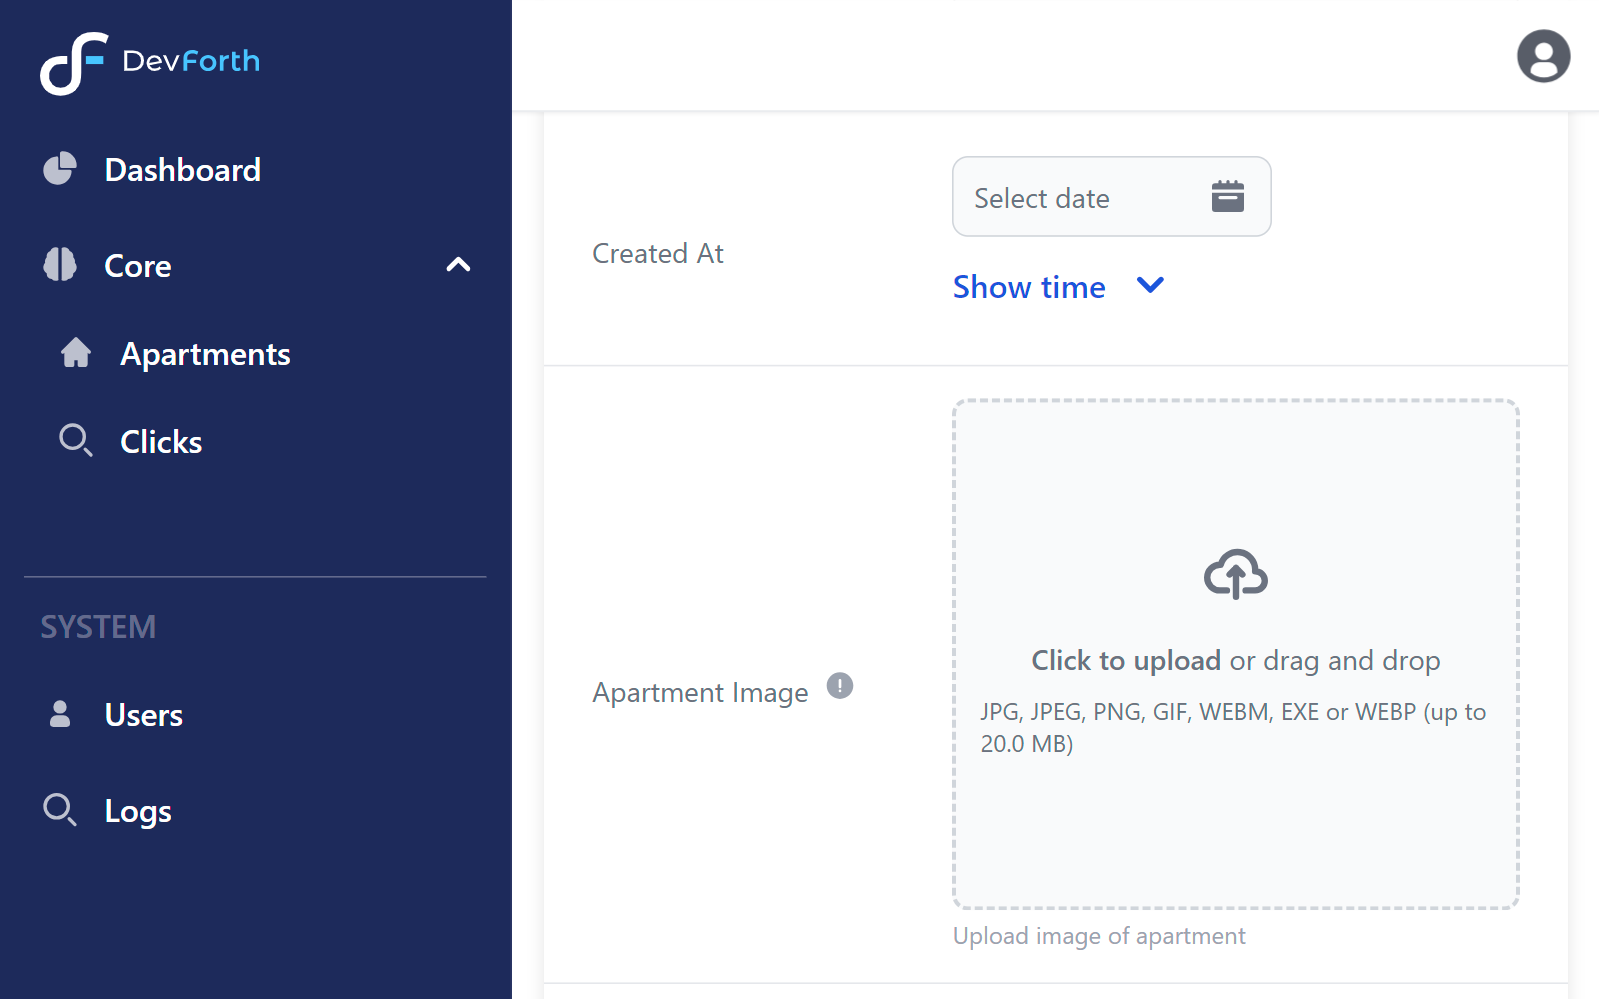 DevForth
Dashboard
Core
Apartments
Clicks
SYSTEM
Users
Logs
Created At
Select date
Show time
Apartment Image
Click to upload or drag and drop
JPG, JPEG, PNG, GIF, WEBM, EXE or WEBP (up to
20.0 MB)
Upload image of apartment